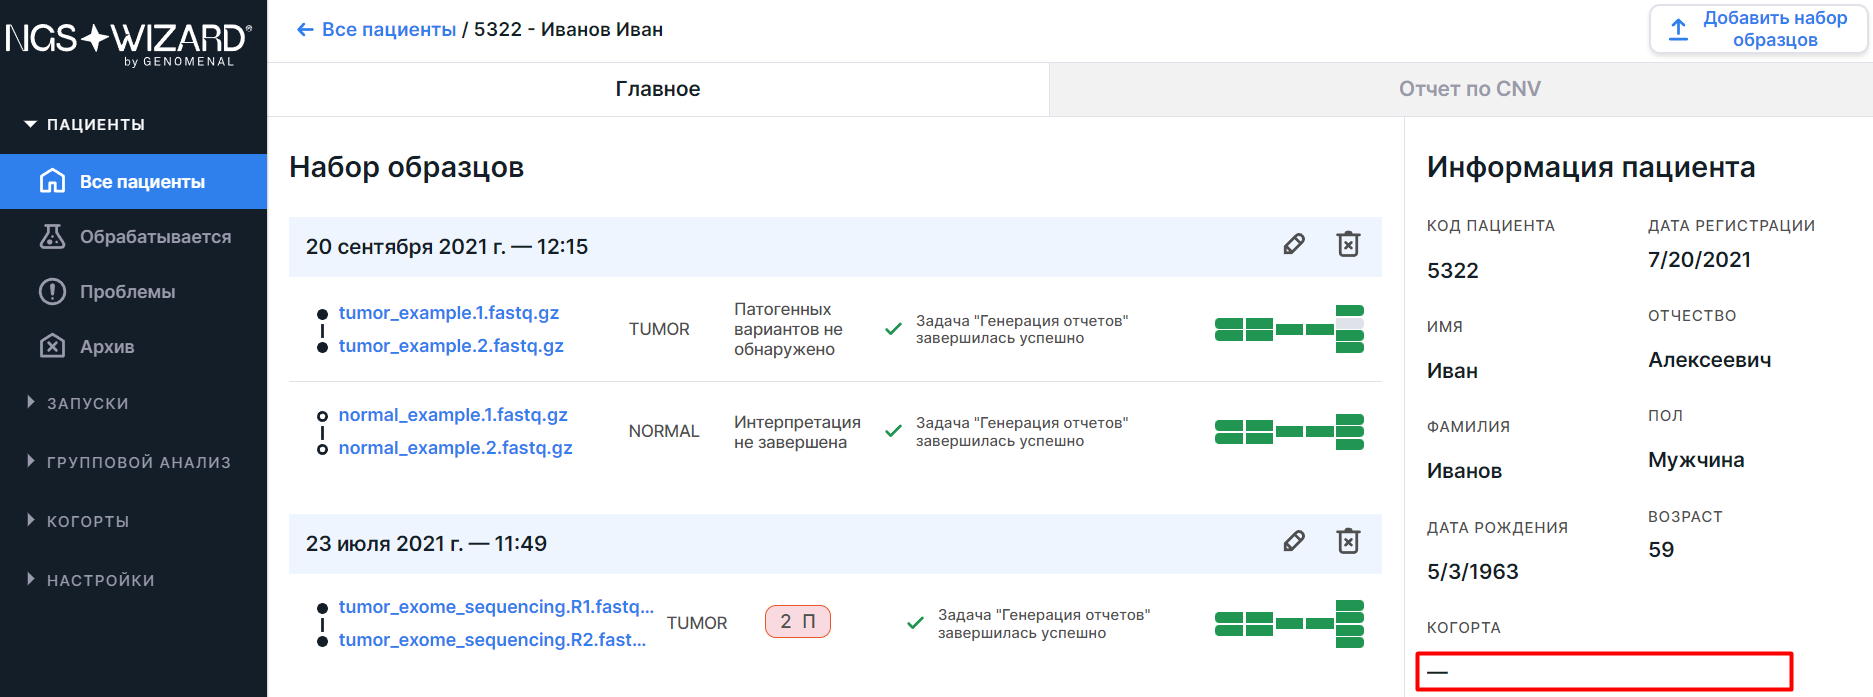 NGS WIZARD®
by GENOMENAL
ПАЦИЕНТЫ
Все пациенты
Обрабатывается
Проблемы
Архив
ЗАПУСКИ
ГРУППОВОЙ АНАЛИЗ
КОГОРТЫ
НАСТРОЙКИ
← Все пациенты / 5322 - Иванов Иван
Добавить набор
образцов
Главное
Отчет по CNV
Набор образцов
20 сентября 2021 г. — 12:15
tumor_example.1.fastq.gz
tumor_example.2.fastq.gz
TUMOR
Патогенных
вариантов не
обнаружено
Задача "Генерация отчетов"
завершилась успешно
normal_example.1.fastq.gz
normal_example.2.fastq.gz
NORMAL
Интерпретация
не завершена
Задача "Генерация отчетов"
завершилась успешно
23 июля 2021 г. — 11:49
tumor_exome_sequencing.R1.fastq...
tumor_exome_sequencing.R2.fast...
TUMOR
2 П
Задача "Генерация отчетов"
завершилась успешно
Информация пациента
КОД ПАЦИЕНТА
5322
ДАТА РЕГИСТРАЦИИ
7/20/2021
ИМЯ
Иван
ОТЧЕСТВО
Алексеевич
ФАМИЛИЯ
Иванов
ПОЛ
Мужчина
ДАТА РОЖДЕНИЯ
5/3/1963
ВОЗРАСТ
59
КОГОРТА
—